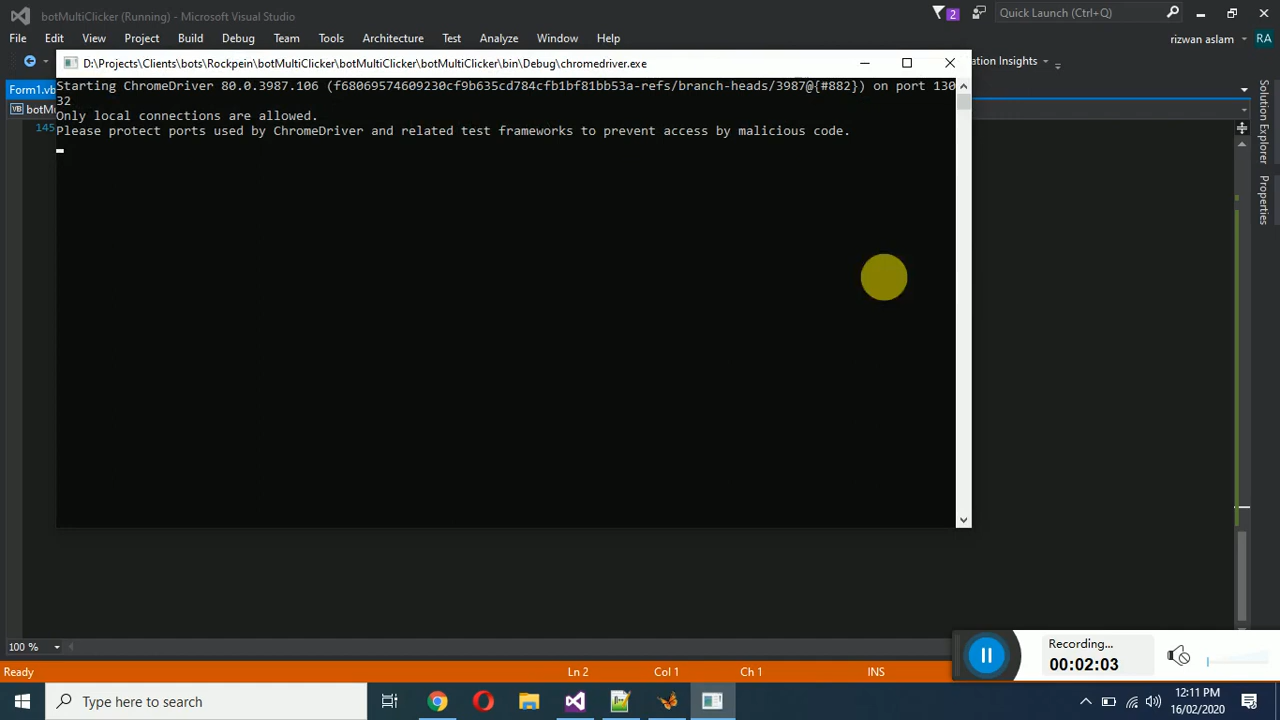 botMultiClicker (Running) - Microsoft Visual Studio
2
Quick Launch (Ctrl+Q)
File Edit View Project Build Debug Team Tools Architecture Test Analyze Window Help
rizwan aslam
RA
D:\Projects\Clients\bots\Rockpein\botMultiClicker\botMultiClicker\botMultiClicker\bin\Debug\chromedriver.exe
ation Insights
Form1.vb
botMu
145
Starting ChromeDriver 80.0.3987.106 (f68069574609230cf9b635cd784cfb1bf81bb53a-refs/branch-heads/3987@{#882}) on port 130
32
Only local connections are allowed.
Please protect ports used by ChromeDriver and related test frameworks to prevent access by malicious code.
Solution Explorer
Properties
100 %
Recording...
00:02:03
Ready
Ln 2
Col 1
Ch 1
INS
Type here to search
12:11 PM
16/02/2020